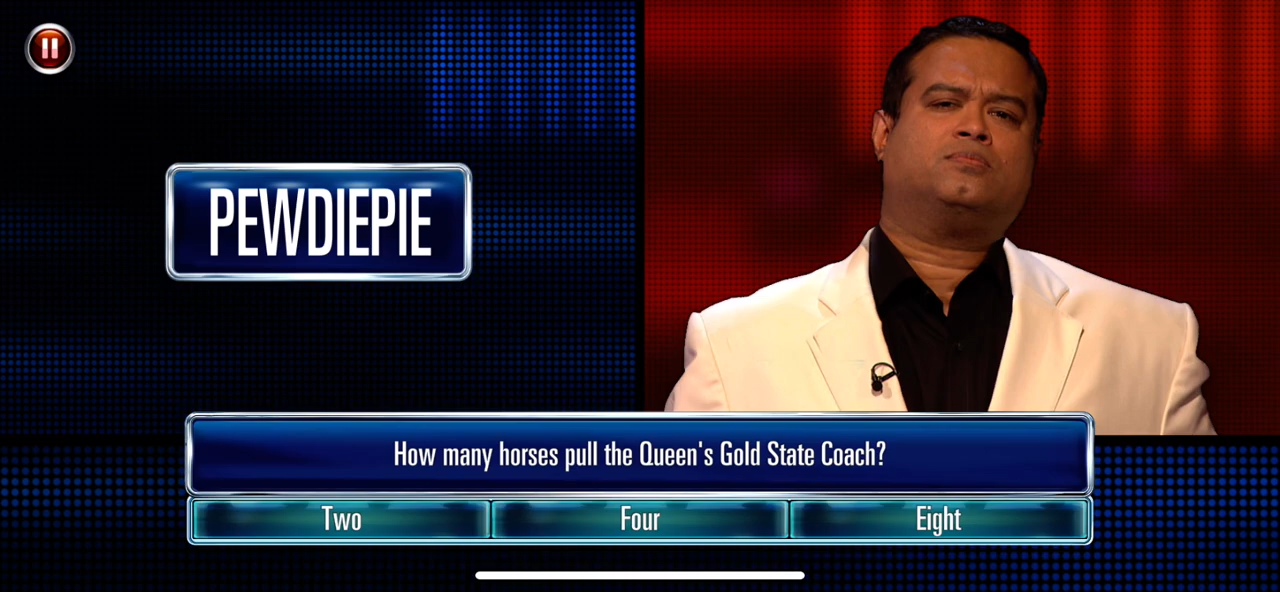 PEWDIEPIE
How many horses pull the Queen's Gold State Coach?
Two
Four
Eight